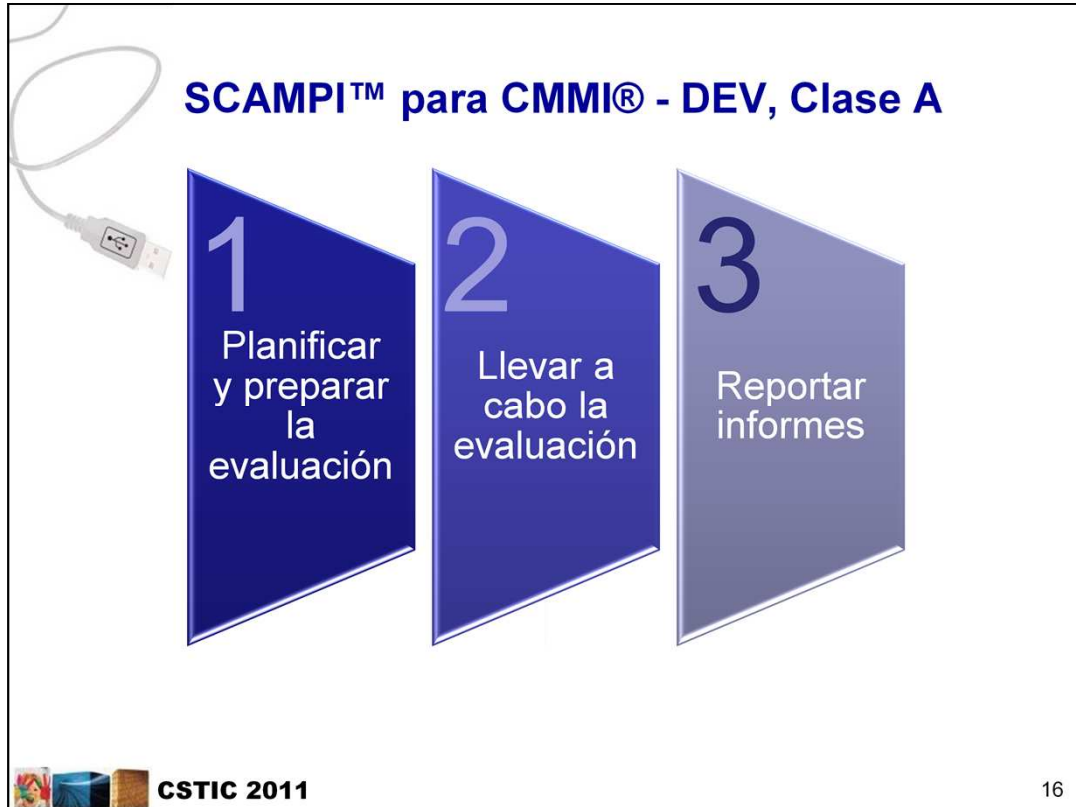 SCAMPI™ para CMMI® - DEV, Clase A
1
Planificar
y preparar
la
evaluación
2
Llevar a
cabo la
evaluación
3
Reportar
informes
CSTIC 2011
16